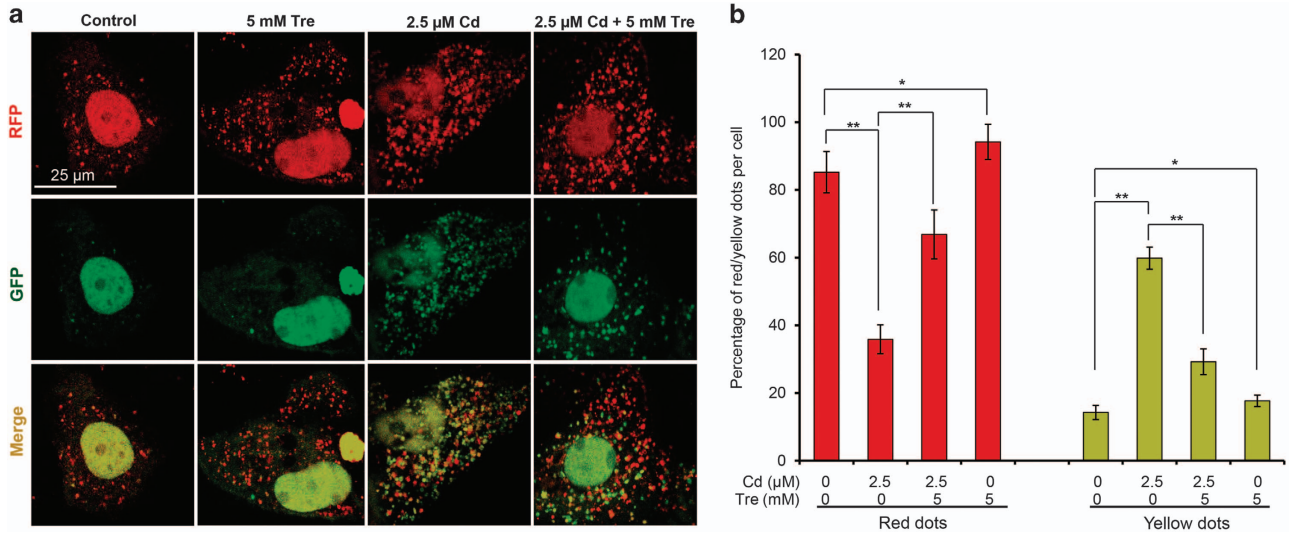 a
Control
5 mM Tre
2.5 μM Cd
2.5 μM Cd + 5 mM Tre
RFP
25 μm
GFP
Merge
b
Percentage of red/yellow dots per cell
120
100
80
60
40
20
0
*
**
**
*
**
**
Cd (μM) 0 2.5 2.5 0 0 2.5 2.5 0
Tre (mM) 0 0 5 5 0 0 5 5
Red dots Yellow dots